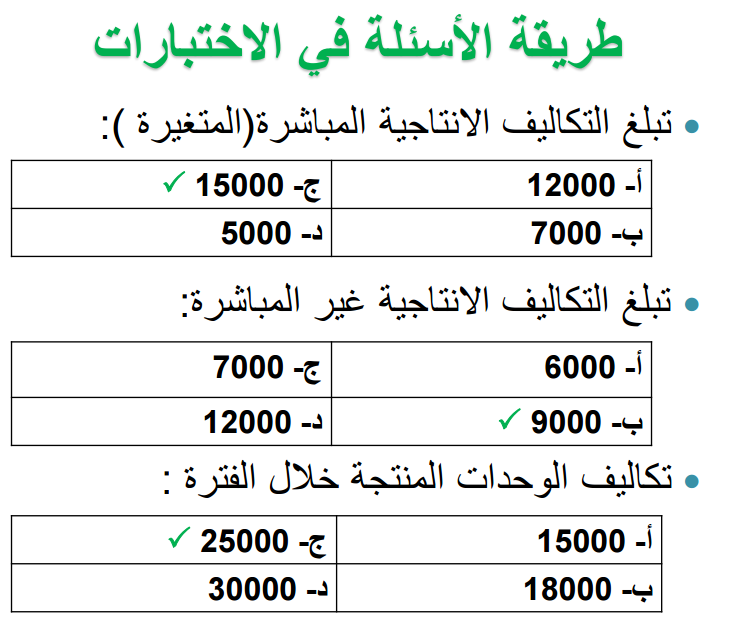 طريقة الأسئلة في الاختبارات
• تبلغ التكاليف الانتاجية المباشرة(المتغيرة ):
أ- 12000 ج- 15000 ✓
ب- 7000 د- 5000
• تبلغ التكاليف الانتاجية غير المباشرة:
أ- 6000 ج- 7000
ب- 9000 ✓ د- 12000
• تكاليف الوحدات المنتجة خلال الفترة :
أ- 15000 ج- 25000 ✓
ب- 18000 د- 30000